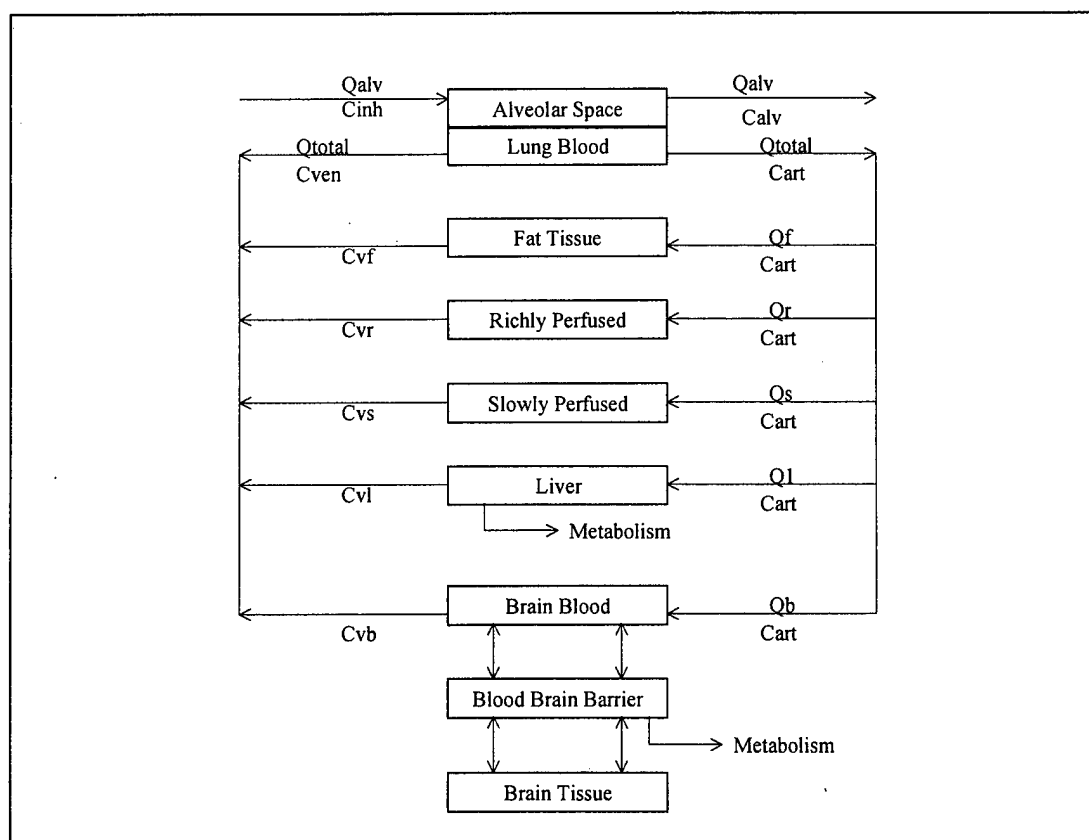 Qalv
Cinh
Alveolar Space
Qalv
Calv
Qtotal
Cven
Lung Blood
Qtotal
Cart
Cvf
Fat Tissue
Qf
Cart
Cvr
Richly Perfused
Qr
Cart
Cvs
Slowly Perfused
Qs
Cart
Cvl
Liver
Ql
Cart
Metabolism
Cvb
Brain Blood
Qb
Cart
Blood Brain Barrier
Metabolism
Brain Tissue